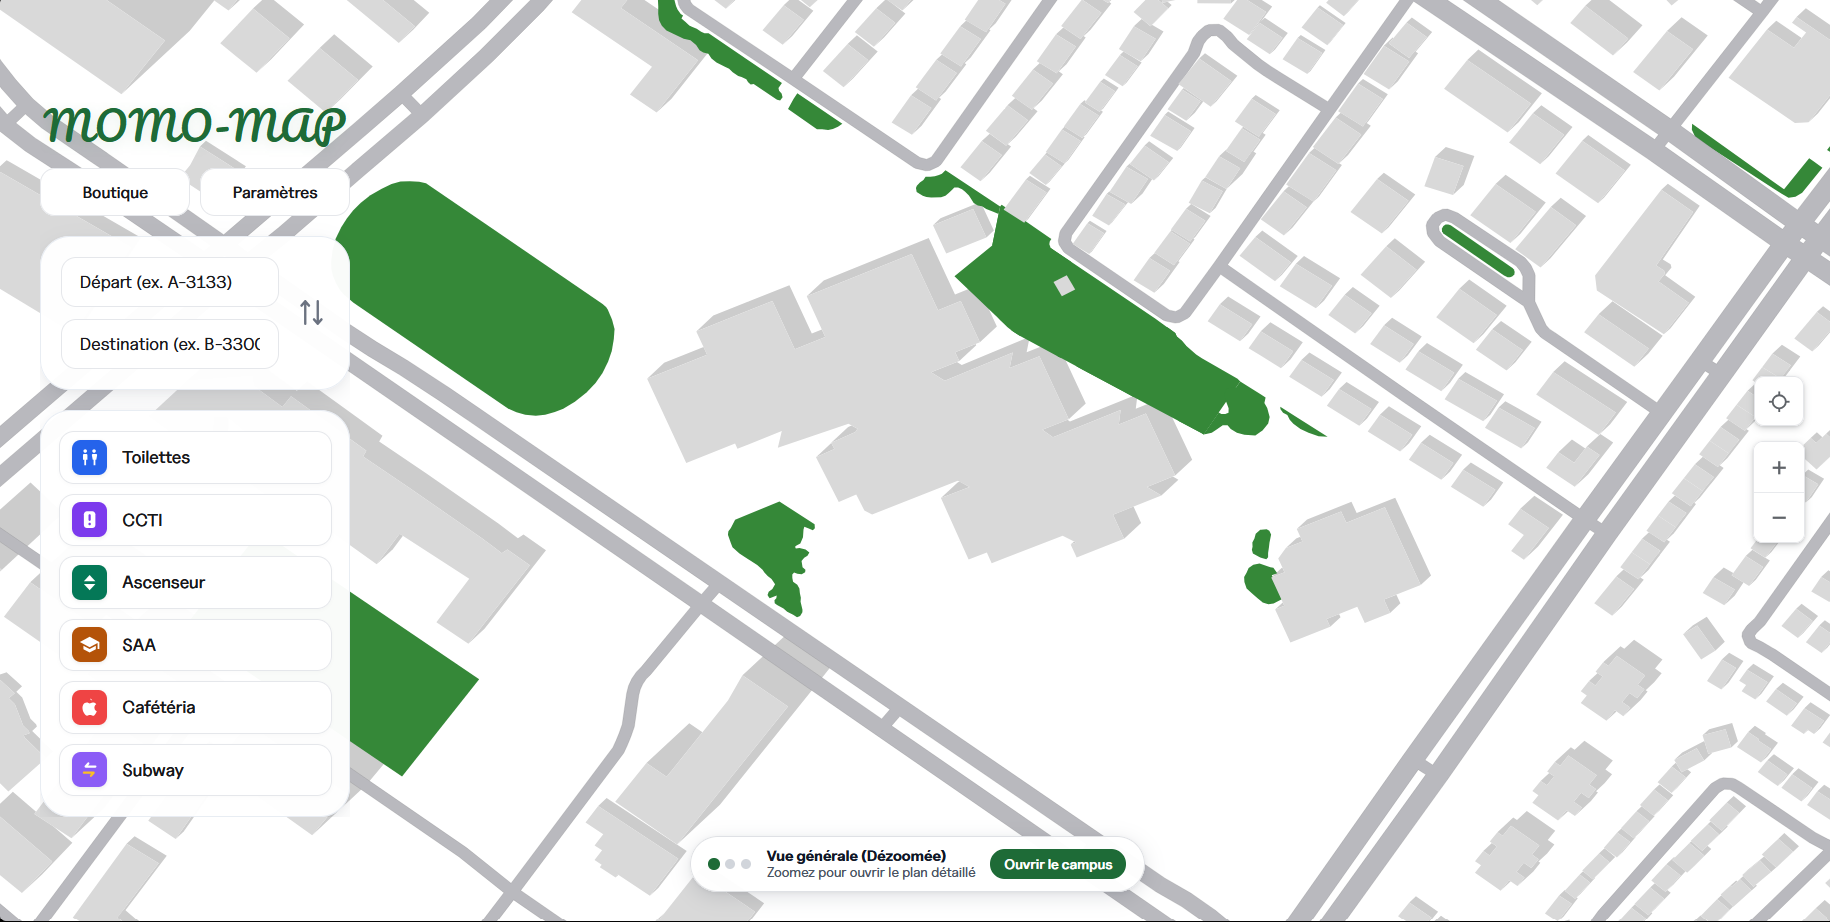 momo-map
Boutique
Paramètres
Départ (ex. A-3133)
Destination (ex. B-330
Toilettes
CCTI
Ascenseur
SAA
Cafétéria
Subway
Vue générale (Dézoomée)
Zoomez pour ouvrir le plan détaillé
Ouvrir le campus